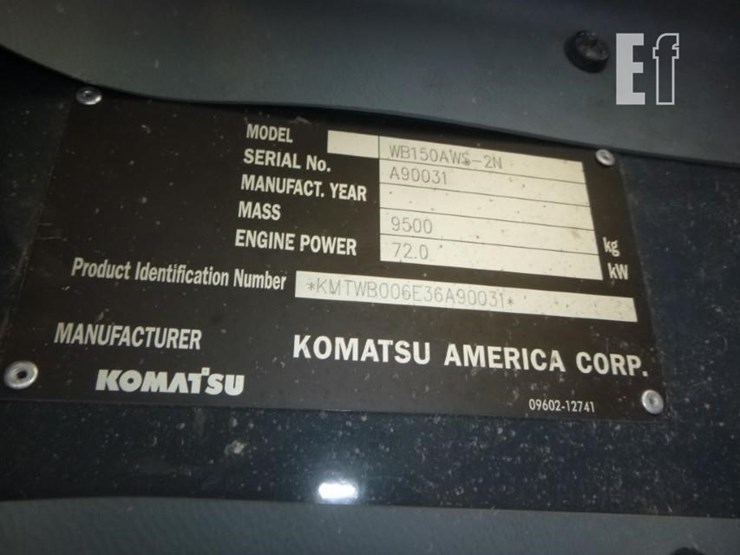 Ef
MODEL WB150AWS-2N
SERIAL No. A90031
MANUFACT. YEAR
MASS 9500 kg
ENGINE POWER 72.0 kW
Product Identification Number *KMTWB006E36A90031*
MANUFACTURER KOMATSU AMERICA CORP.
KOMATSU
09602-12741